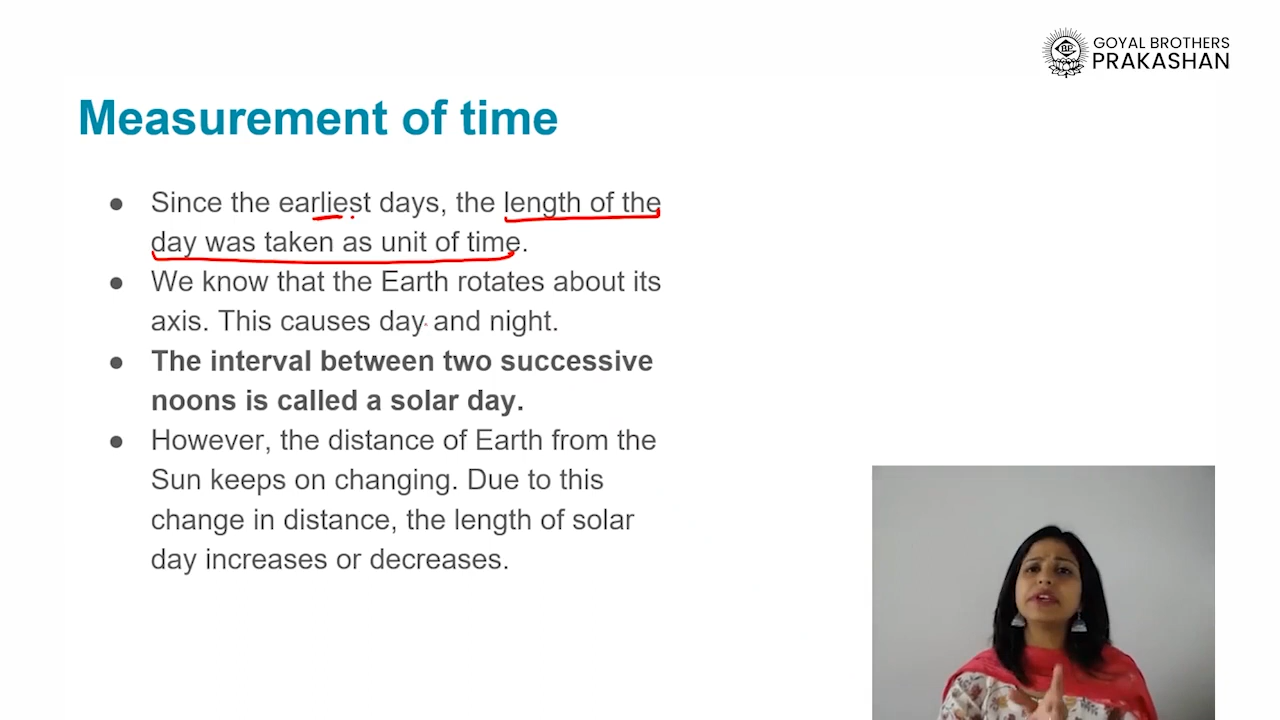 GOYAL BROTHERS
PRAKASHAN
Measurement of time
● Since the earliest days, the length of the
day was taken as unit of time.
● We know that the Earth rotates about its
axis. This causes day and night.
● The interval between two successive
noons is called a solar day.
● However, the distance of Earth from the
Sun keeps on changing. Due to this
change in distance, the length of solar
day increases or decreases.